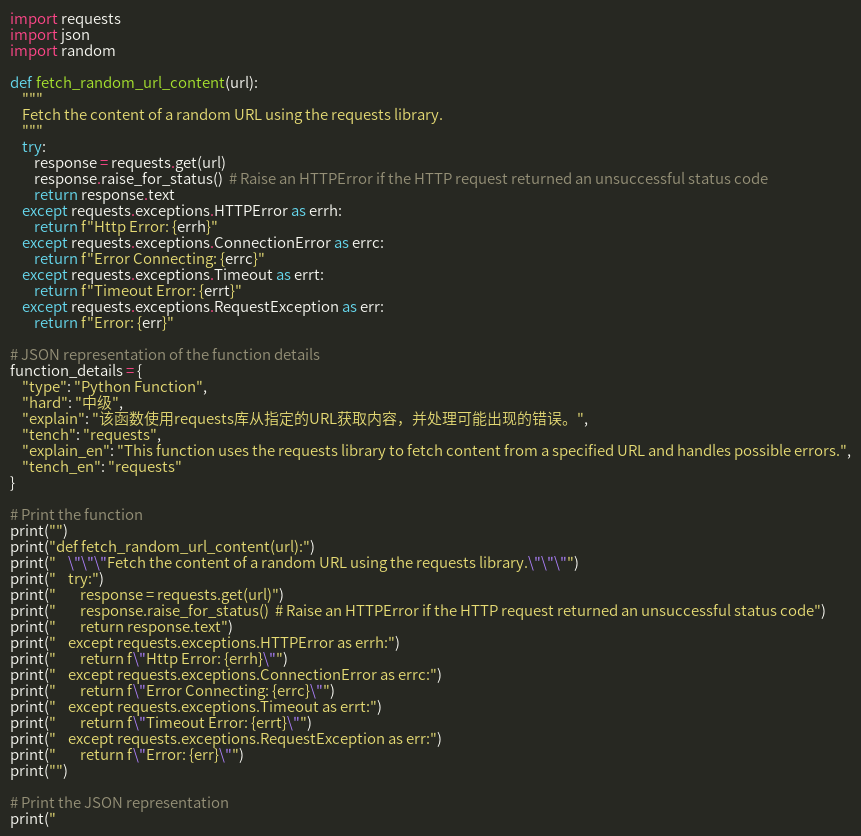 import requests
import json
import random

def fetch_random_url_content(url):
    """
    Fetch the content of a random URL using the requests library.
    """
    try:
        response = requests.get(url)
        response.raise_for_status()  # Raise an HTTPError if the HTTP request returned an unsuccessful status code
        return response.text
    except requests.exceptions.HTTPError as errh:
        return f"Http Error: {errh}"
    except requests.exceptions.ConnectionError as errc:
        return f"Error Connecting: {errc}"
    except requests.exceptions.Timeout as errt:
        return f"Timeout Error: {errt}"
    except requests.exceptions.RequestException as err:
        return f"Error: {err}"

# JSON representation of the function details
function_details = {
    "type": "Python Function",
    "hard": "中级",
    "explain": "该函数使用requests库从指定的URL获取内容，并处理可能出现的错误。",
    "tench": "requests",
    "explain_en": "This function uses the requests library to fetch content from a specified URL and handles possible errors.",
    "tench_en": "requests"
}

# Print the function
print("")
print("def fetch_random_url_content(url):")
print("    \"\"\"Fetch the content of a random URL using the requests library.\"\"\"")
print("    try:")
print("        response = requests.get(url)")
print("        response.raise_for_status()  # Raise an HTTPError if the HTTP request returned an unsuccessful status code")
print("        return response.text")
print("    except requests.exceptions.HTTPError as errh:")
print("        return f\"Http Error: {errh}\"")
print("    except requests.exceptions.ConnectionError as errc:")
print("        return f\"Error Connecting: {errc}\"")
print("    except requests.exceptions.Timeout as errt:")
print("        return f\"Timeout Error: {errt}\"")
print("    except requests.exceptions.RequestException as err:")
print("        return f\"Error: {err}\"")
print("")

# Print the JSON representation
print("